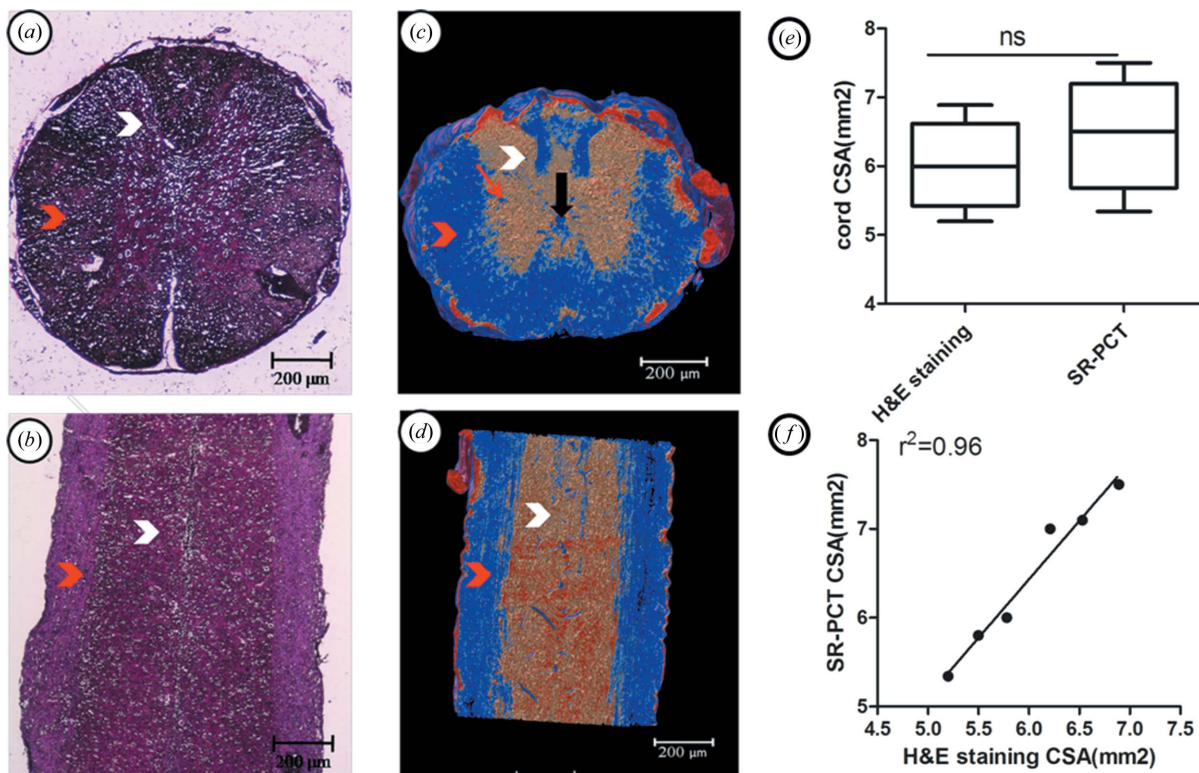 (a)
200 μm
(b)
200 μm
(c)
200 μm
(d)
200 μm
(e)
ns
8
7
6
5
4
cord CSA(mm2)
H&E staining
SR-PCT
(f)
r²=0.96
8
7
6
5
SR-PCT CSA(mm2)
4.5 5.0 5.5 6.0 6.5 7.0 7.5
H&E staining CSA(mm2)